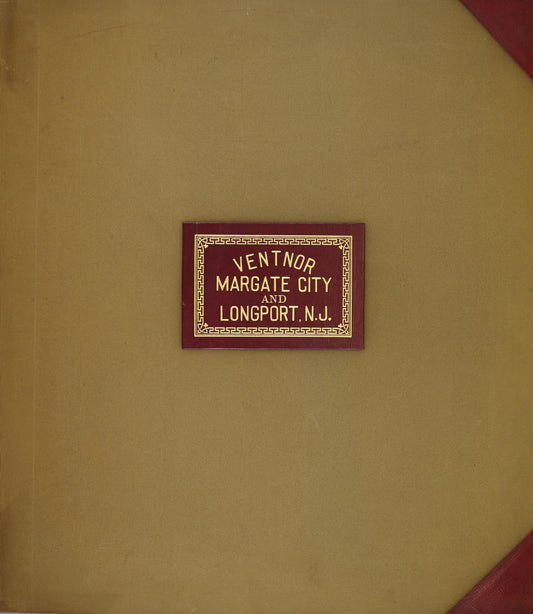 VENTNOR
MARGATE CITY
AND
LONGPORT, N.J.